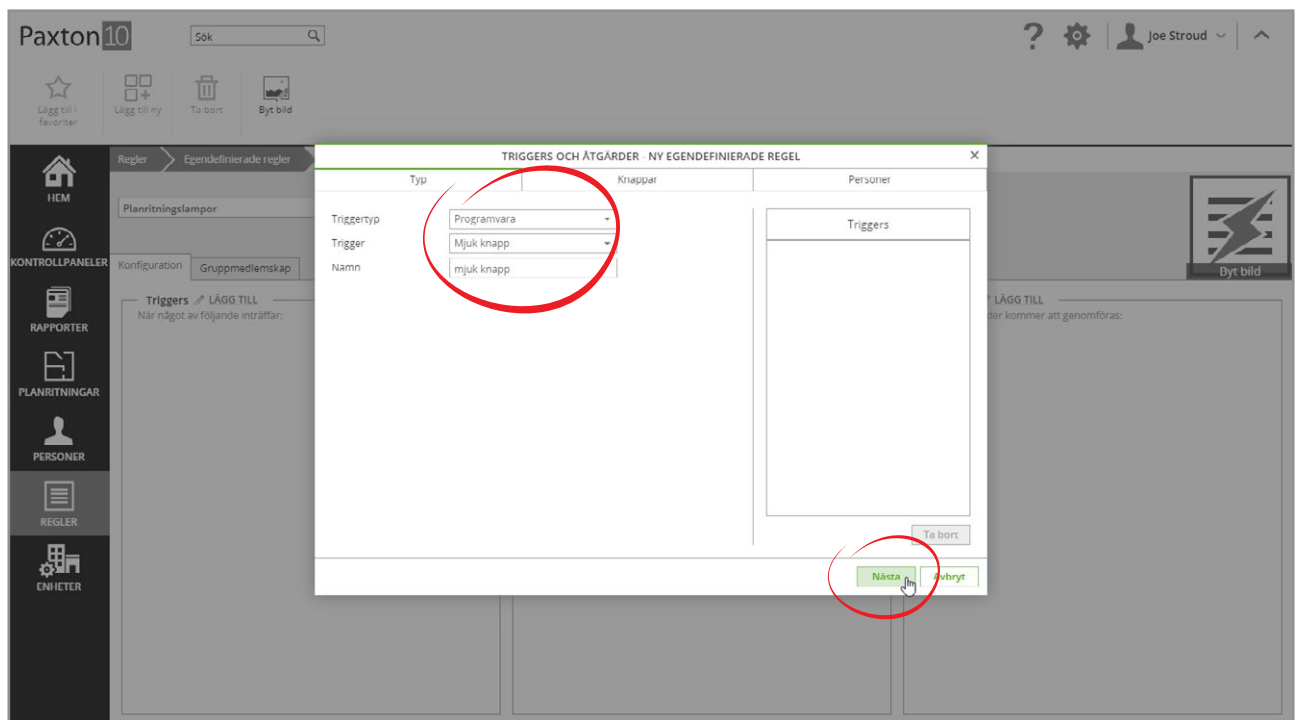 Paxton 10
Sök
Joe Stroud
Lägg till i
favoriter
Lägg till ny
Ta bort
Byt bild
HEM
KONTROLLPANELER
RAPPORTER
PLANRITNINGAR
PERSONER
REGLER
ENHETER
Regler
Egendefinierade regler
Planritningslampor
Byt bild
Konfiguration
Gruppmedlemskap
Triggers LÄGG TILL
När något av följande inträffar:
LÄGG TILL
der kommer att genomföras:
TRIGGERS OCH ÅTGÄRDER - NY EGENDEFINIERADE REGEL
Typ
Knappar
Personer
Triggertyp
Programvara
Trigger
Mjuk knapp
Namn
mjuk knapp
Triggers
Ta bort
Nästa
Avbryt